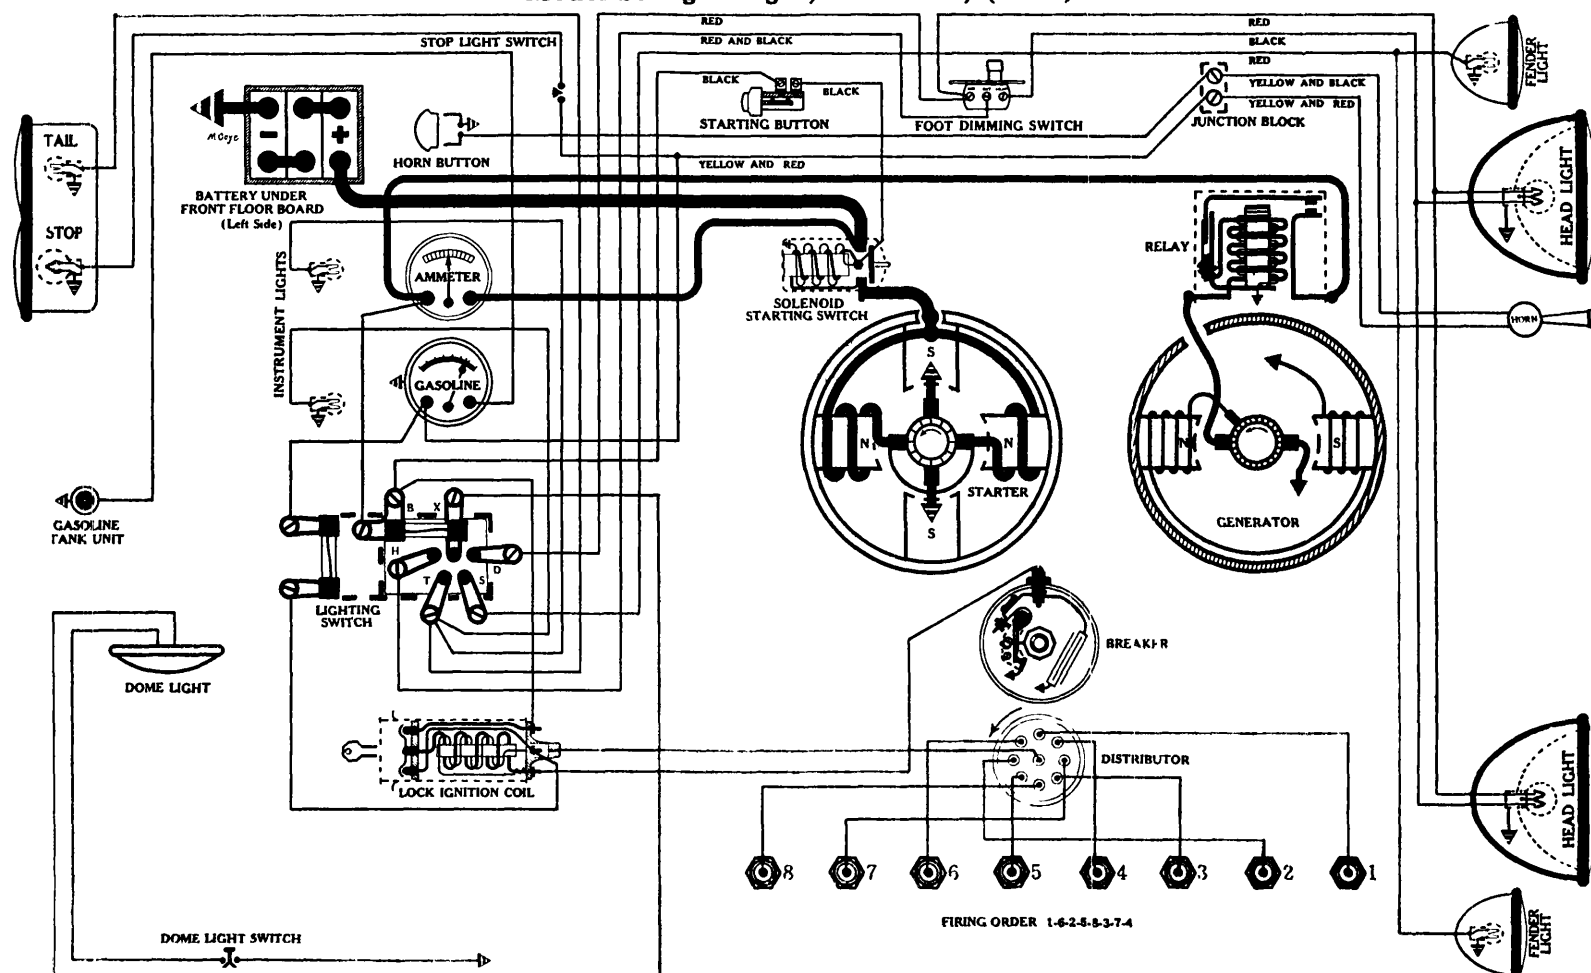 RED
RED
STOP LIGHT SWITCH
RED AND BLACK
BLACK
FENDER LIGHT
RED
BLACK
BLACK
YELLOW AND BLACK
YELLOW AND RED
STARTING BUTTON
FOOT DIMMING SWITCH
JUNCTION BLOCK
TAIL
-
+
HORN BUTTON
YELLOW AND RED
BATTERY UNDER
FRONT FLOOR BOARD
(Left Side)
STOP
HEAD LIGHT
RELAY
INSTRUMENT LIGHTS
AMMETER
SOLENOID
STARTING SWITCH
HORN
GASOLINE
S
N
N
S
STARTER
N
S
GENERATOR
GASOLINE
TANK UNIT
B
X
H
D
T
S
LIGHTING
SWITCH
BREAKER
DOME LIGHT
DISTRIBUTOR
LOCK IGNITION COIL
HEAD LIGHT
8
7
6
5
4
3
2
1
FIRING ORDER 1-6-2-5-8-3-7-4
FENDER LIGHT
DOME LIGHT SWITCH